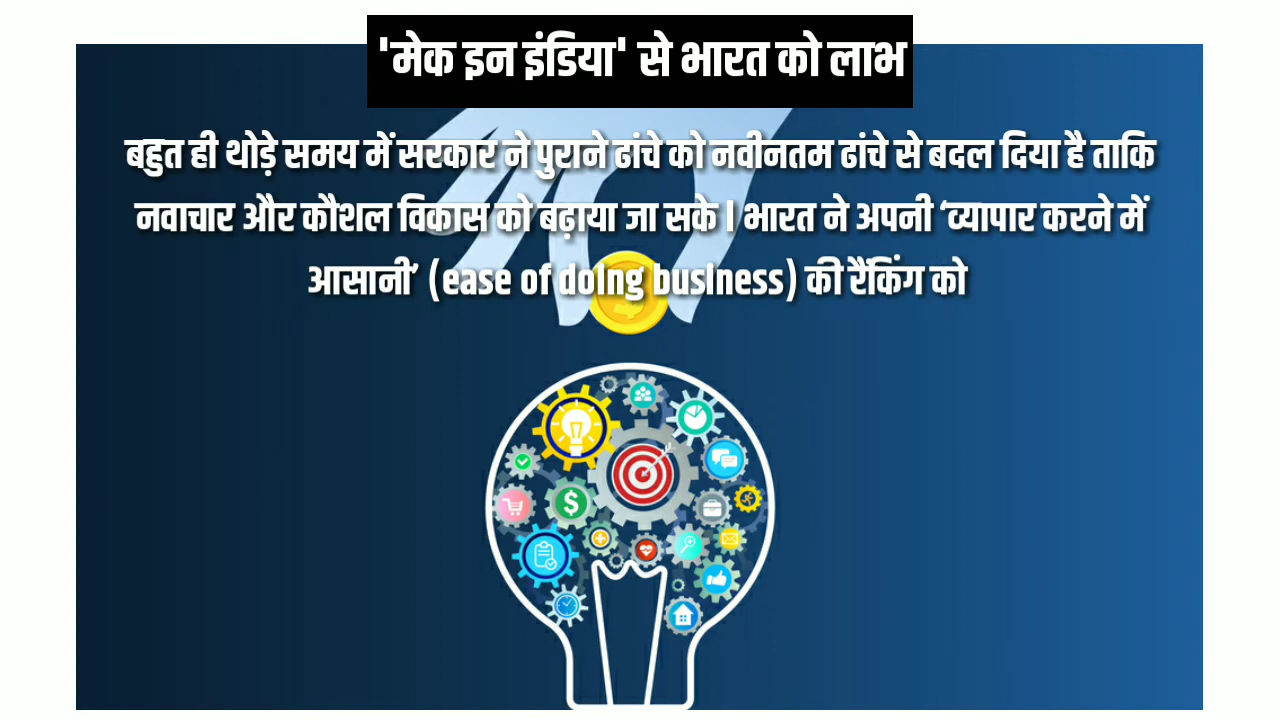 'मेक इन इंडिया' से भारत को लाभ
बहुत ही थोड़े समय में सरकार ने पुराने ढांचे को नवीनतम ढांचे से बदल दिया है ताकि
नवाचार और कौशल विकास को बढ़ाया जा सके । भारत ने अपनी ‘व्यापार करने में
आसानी’ (ease of doing business) की रैंकिंग को